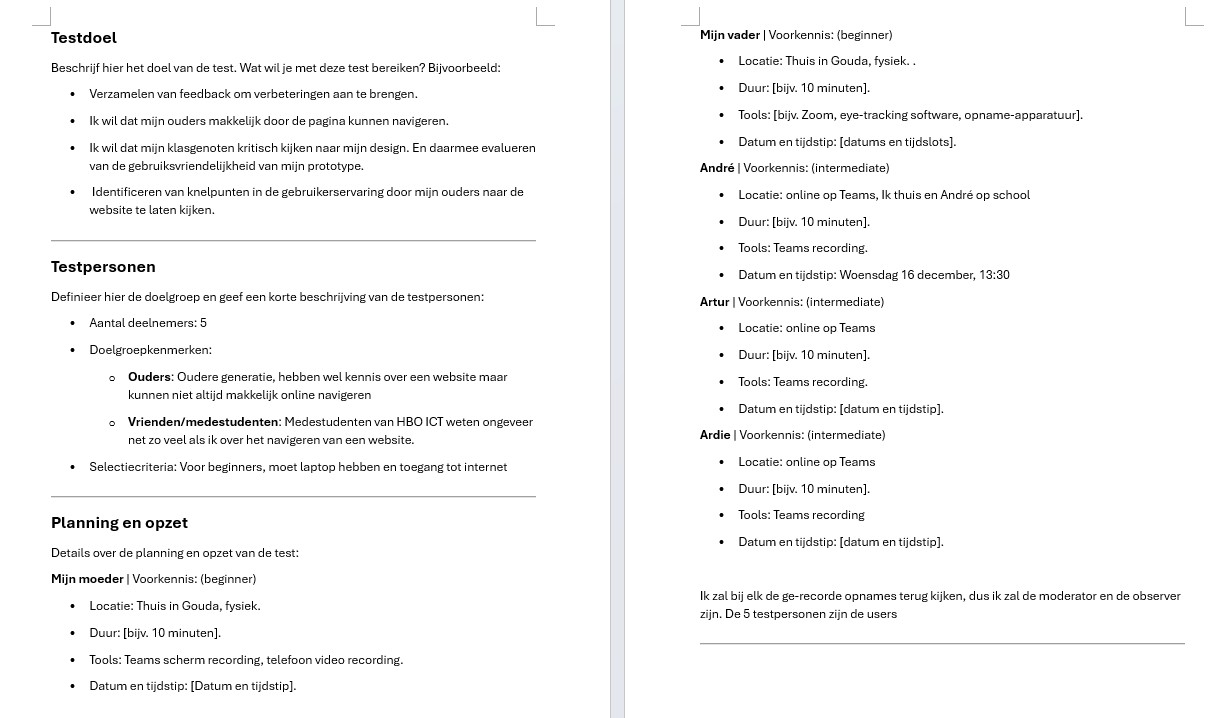 Testdoel
Beschrijf hier het doel van de test. Wat wil je met deze test bereiken? Bijvoorbeeld:
• Verzamelen van feedback om verbeteringen aan te brengen.
• Ik wil dat mijn ouders makkelijk door de pagina kunnen navigeren.
• Ik wil dat mijn klasgenoten kritisch kijken naar mijn design. En daarmee evalueren
van de gebruiksvriendelijkheid van mijn prototype.
• Identificeren van knelpunten in de gebruikerservaring door mijn ouders naar de
website te laten kijken.
Testpersonen
Definieer hier de doelgroep en geef een korte beschrijving van de testpersonen:
• Aantal deelnemers: 5
• Doelgroepkenmerken:
o Ouders: Oudere generatie, hebben wel kennis over een website maar
kunnen niet altijd makkelijk online navigeren
o Vrienden/medestudenten: Medestudenten van HBO ICT weten ongeveer
net zo veel als ik over het navigeren van een website.
• Selectiecriteria: Voor beginners, moet laptop hebben en toegang tot internet
Planning en opzet
Details over de planning en opzet van de test:
Mijn moeder | Voorkennis: (beginner)
• Locatie: Thuis in Gouda, fysiek.
• Duur: [bijv. 10 minuten].
• Tools: Teams scherm recording, telefoon video recording.
• Datum en tijdstip: [Datum en tijdstip].
Mijn vader | Voorkennis: (beginner)
• Locatie: Thuis in Gouda, fysiek. .
• Duur: [bijv. 10 minuten].
• Tools: [bijv. Zoom, eye-tracking software, opname-apparatuur].
• Datum en tijdstip: [datums en tijdslots].
André | Voorkennis: (intermediate)
• Locatie: online op Teams, Ik thuis en André op school
• Duur: [bijv. 10 minuten].
• Tools: Teams recording.
• Datum en tijdstip: Woensdag 16 december, 13:30
Artur | Voorkennis: (intermediate)
• Locatie: online op Teams
• Duur: [bijv. 10 minuten].
• Tools: Teams recording.
• Datum en tijdstip: [datum en tijdstip].
Ardie | Voorkennis: (intermediate)
• Locatie: online op Teams
• Duur: [bijv. 10 minuten].
• Tools: Teams recording
• Datum en tijdstip: [datum en tijdstip].
Ik zal bij elk de ge-recorde opnames terug kijken, dus ik zal de moderator en de observer
zijn. De 5 testpersonen zijn de users